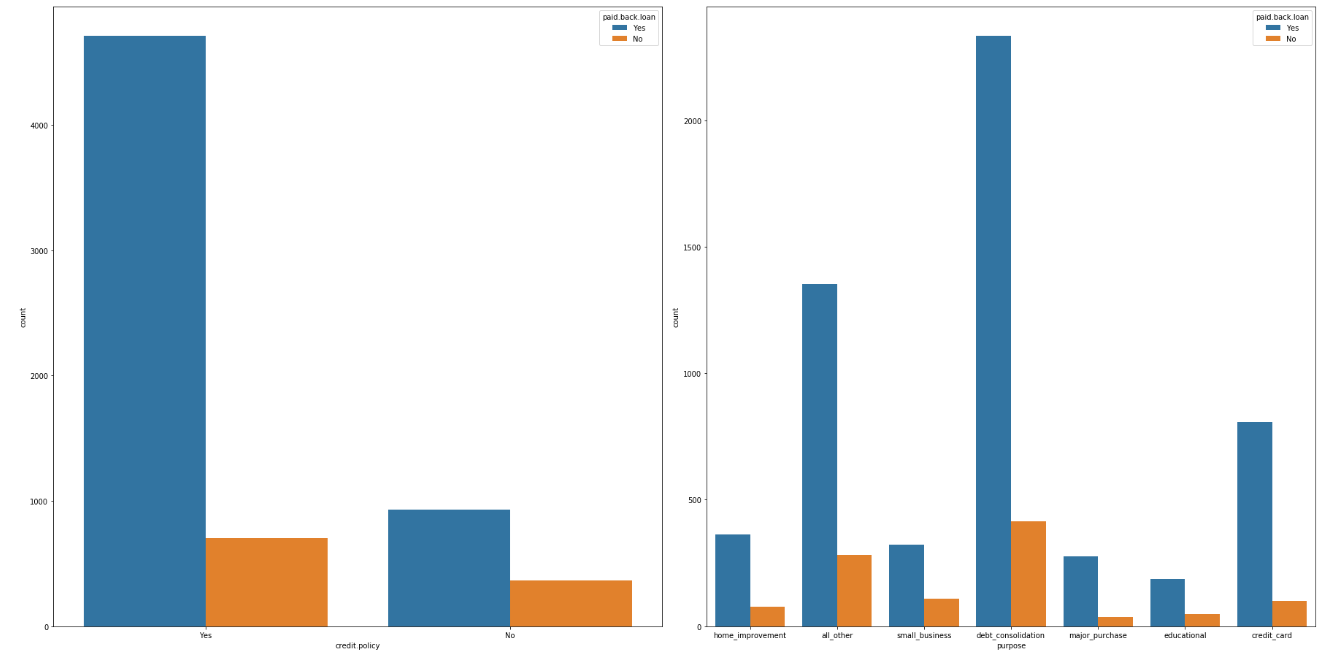 paid.back.loan
Yes
No
4000
3000
2000
1000
0
count
Yes No
credit.policy
paid.back.loan
Yes
No
2000
1500
1000
500
0
count
home_improvement all_other small_business debt_consolidation major_purchase educational credit_card
purpose